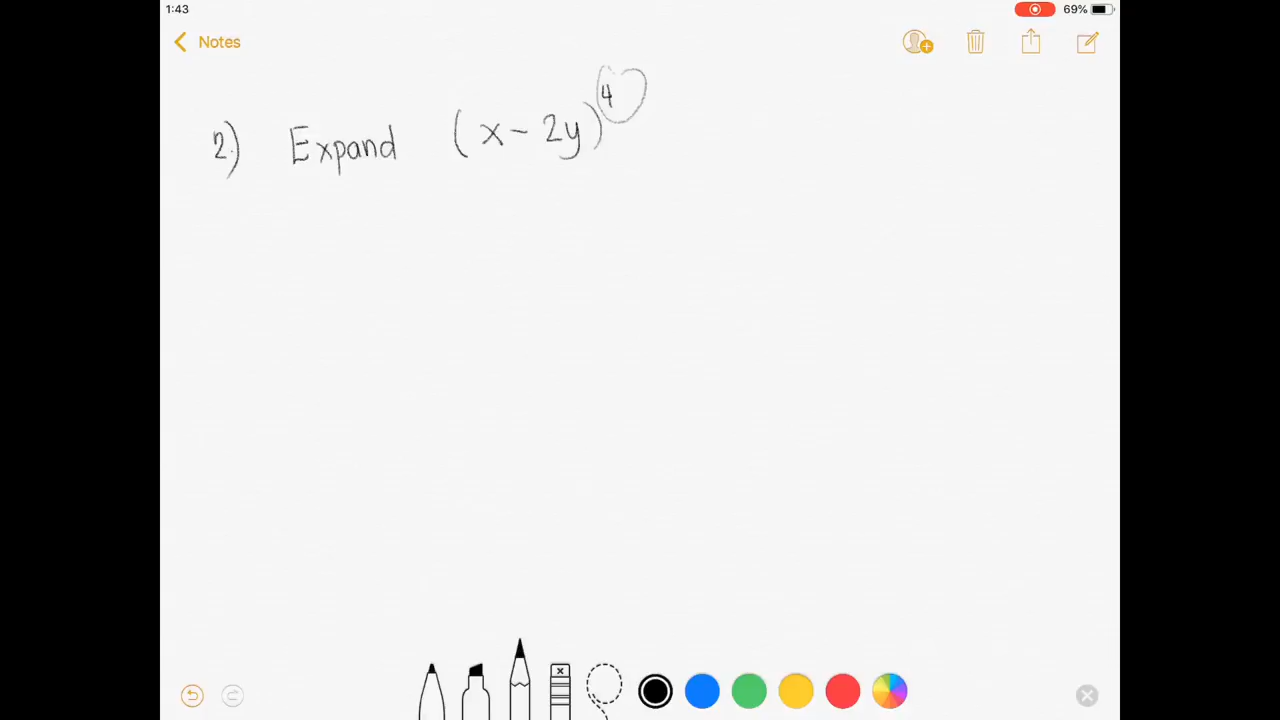 1:43 69%
Notes
2.) Expand (x - 2y)⁴